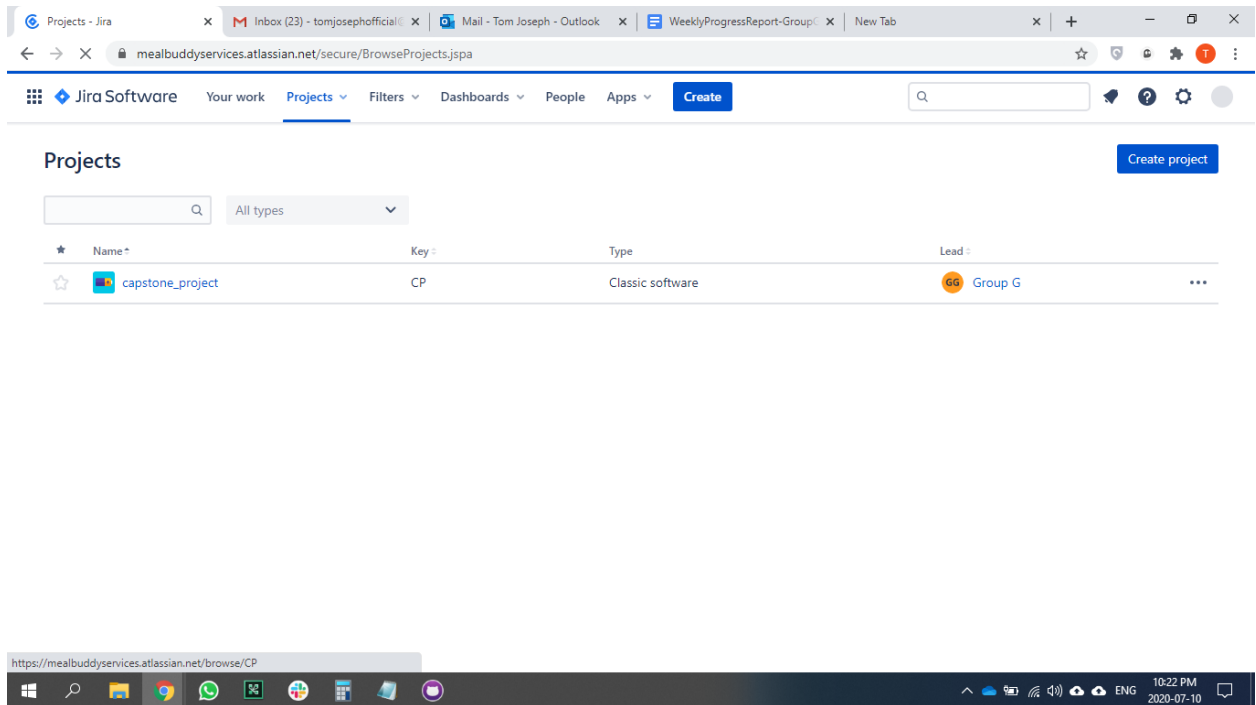 Projects - Jira Inbox (23) - tomjosephofficial Mail - Tom Joseph - Outlook WeeklyProgressReport-Group New Tab
mealbuddyservices.atlassian.net/secure/BrowseProjects.jspa T
Jira Software Your work Projects Filters Dashboards People Apps Create
Projects Create project
All types
Name Key Type Lead
capstone_project CP Classic software GG Group G
https://mealbuddyservices.atlassian.net/browse/CP
ENG 10:22 PM
2020-07-10